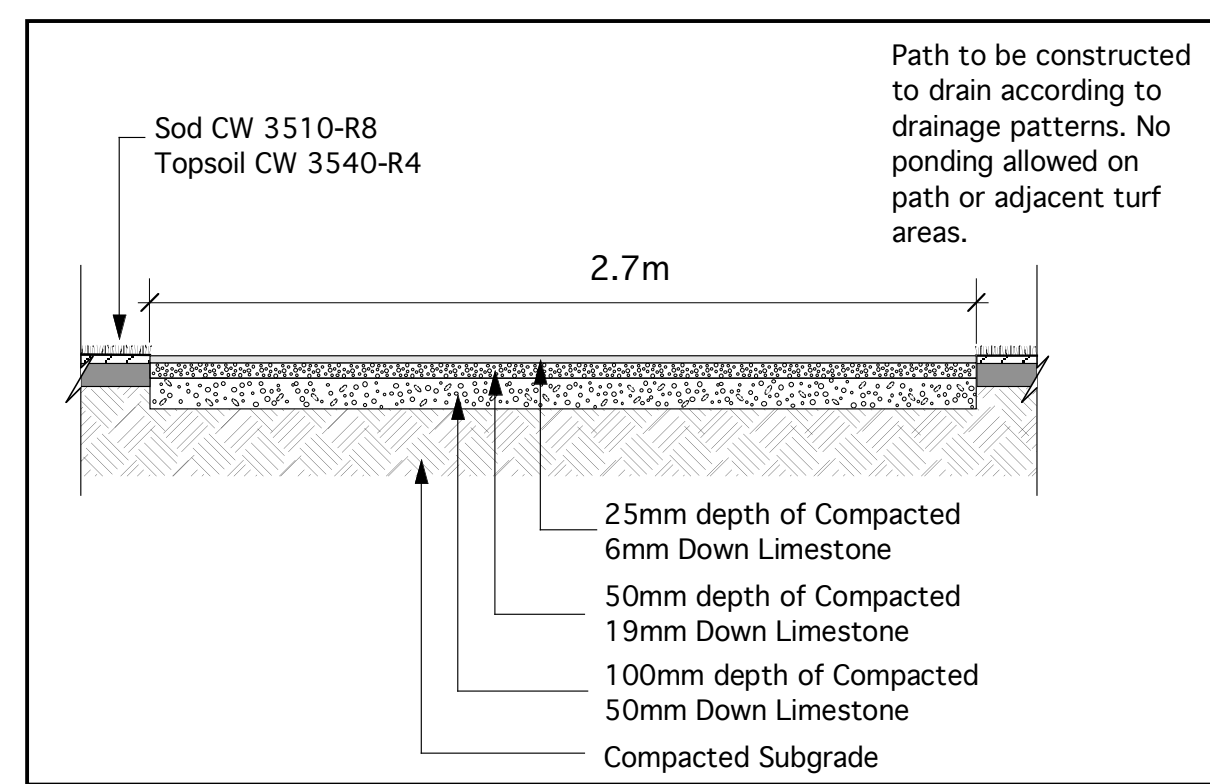 Path to be constructed
to drain according to
drainage patterns. No
ponding allowed on
path or adjacent turf
areas.
Sod CW 3510-R8
Topsoil CW 3540-R4
2.7m
25mm depth of Compacted
6mm Down Limestone
50mm depth of Compacted
19mm Down Limestone
100mm depth of Compacted
50mm Down Limestone
Compacted Subgrade